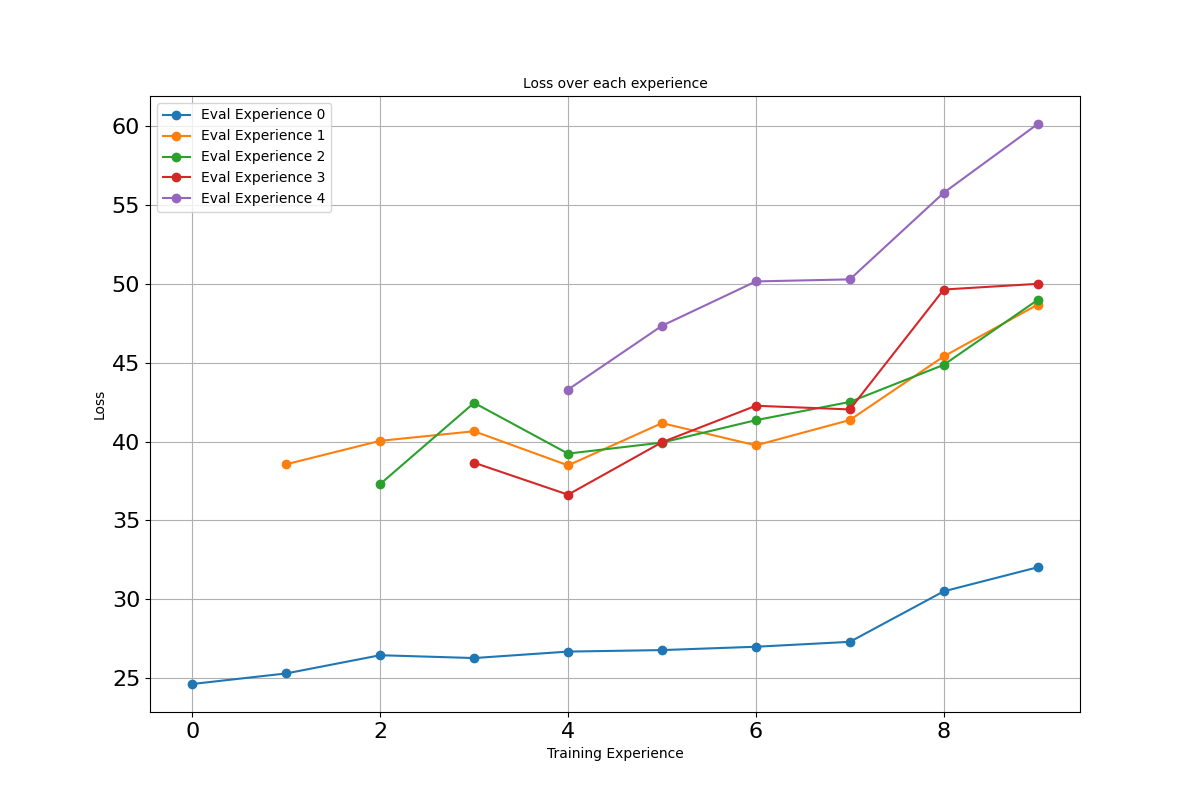 Loss over each experience
Eval Experience 0
Eval Experience 1
Eval Experience 2
Eval Experience 3
Eval Experience 4
60
55
50
45
40
35
30
25
Loss
0 2 4 6 8
Training Experience